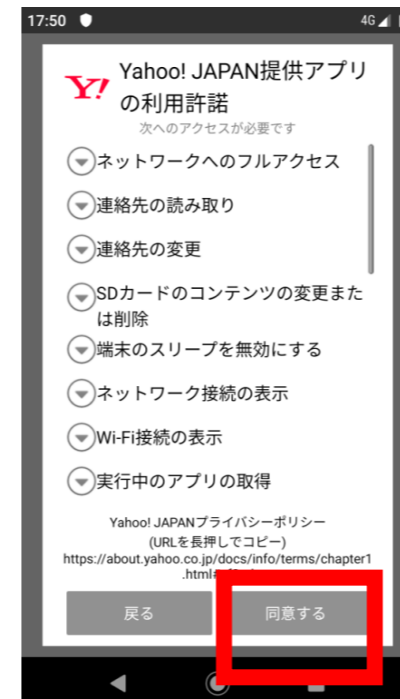 17:50
4G
Y!
Yahoo! JAPAN提供アプリ
の利用許諾
次へのアクセスが必要です
ネットワークへのフルアクセス
連絡先の読み取り
連絡先の変更
SDカードのコンテンツの変更また
は削除
端末のスリープを無効にする
ネットワーク接続の表示
Wi-Fi接続の表示
実行中のアプリの取得
Yahoo! JAPANプライバシーポリシー
(URLを長押しでコピー)
https://about.yahoo.co.jp/docs/info/terms/chapter1
.html
戻る
同意する